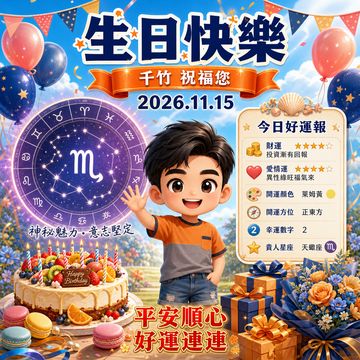 生日快樂
千竹 祝福您
2026.11.15
神秘魅力·意志堅定
今日好運報
財運 ★★★★☆
投資漸有回報
愛情運 ★★★★☆
異性緣旺福氣來
開運顏色 萊姆黃
開運方位 正東方
2 幸運數字 2
貴人星座 天蠍座 ♏
♏
Happy Birthday
平安順心
好運連連